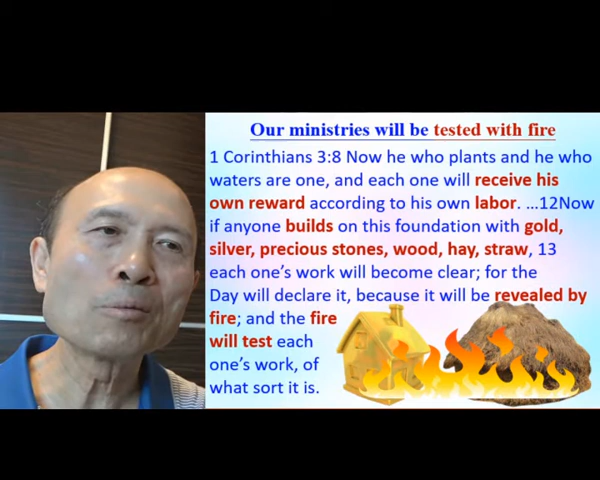 Our ministries will be tested with fire
1 Corinthians 3:8 Now he who plants and he who
waters are one, and each one will receive his
own reward according to his own labor. …12Now
if anyone builds on this foundation with gold,
silver, precious stones, wood, hay, straw, 13
each one’s work will become clear; for the
Day will declare it, because it will be revealed by
fire; and the fire
will test each
one’s work, of
what sort it is.